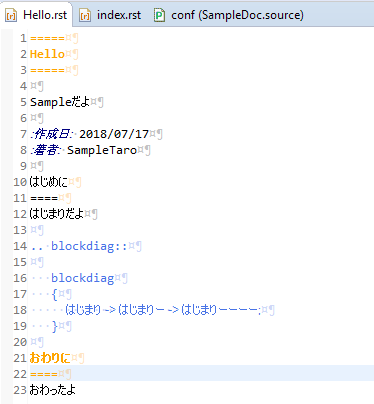 Hello.rst index.rst conf (SampleDoc.source)
1 =====
2 Hello
3 =====
4
5 Sampleだよ
6
7 :作成日: 2018/07/17
8 :著者: SampleTaro
9
10 はじめに
11 ====
12 はじまりだよ
13
14 .. blockdiag::
15
16 blockdiag
17 {
18 はじまり -> はじまりー -> はじまりーーーー;
19 }
20
21 おわりに
22 ====
23 おわったよ